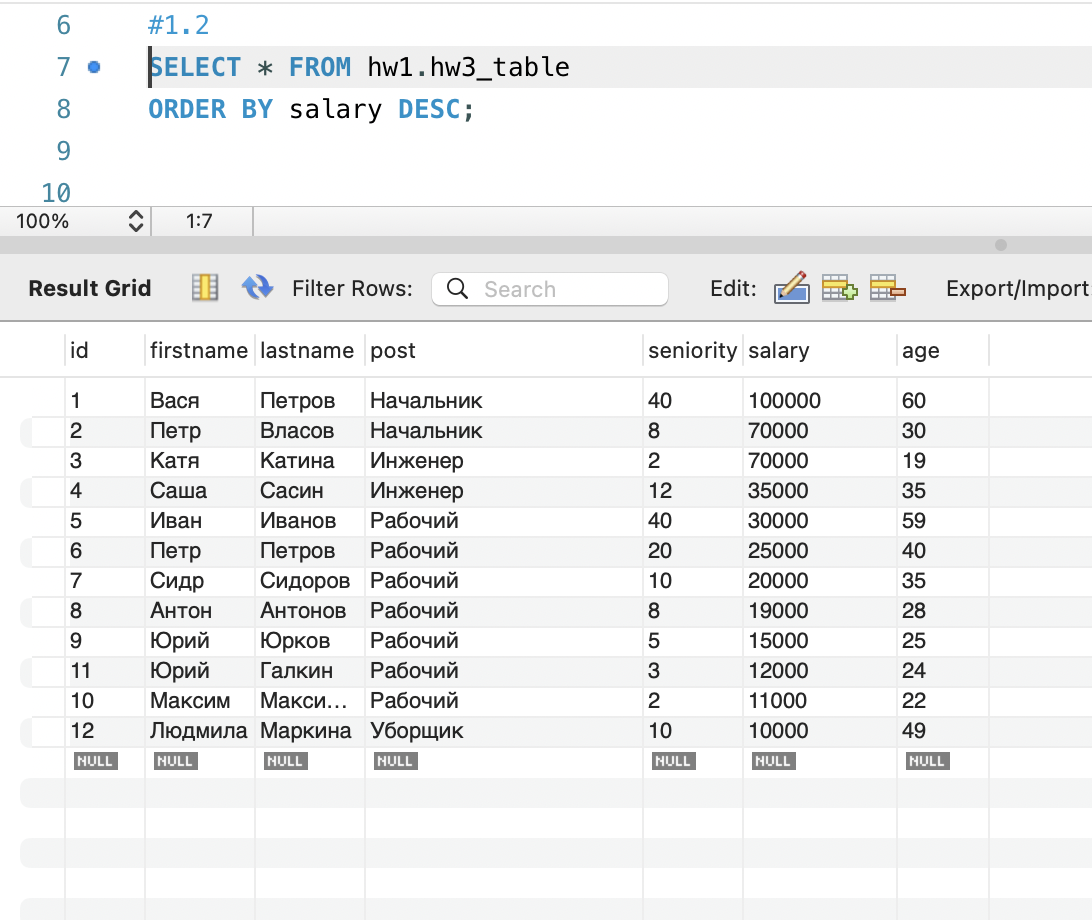 6 #1.2
7 SELECT * FROM hw1.hw3_table
8 ORDER BY salary DESC;
9
10
100% 1:7
Result Grid Filter Rows: Search Edit: Export/Import
id firstname lastname post seniority salary age
1 Вася Петров Начальник 40 100000 60
2 Петр Власов Начальник 8 70000 30
3 Катя Катина Инженер 2 70000 19
4 Саша Сасин Инженер 12 35000 35
5 Иван Иванов Рабочий 40 30000 59
6 Петр Петров Рабочий 20 25000 40
7 Сидр Сидоров Рабочий 10 20000 35
8 Антон Антонов Рабочий 8 19000 28
9 Юрий Юрков Рабочий 5 15000 25
11 Юрий Галкин Рабочий 3 12000 24
10 Максим Макси... Рабочий 2 11000 22
12 Людмила Маркина Уборщик 10 10000 49
NULL NULL NULL NULL NULL NULL NULL